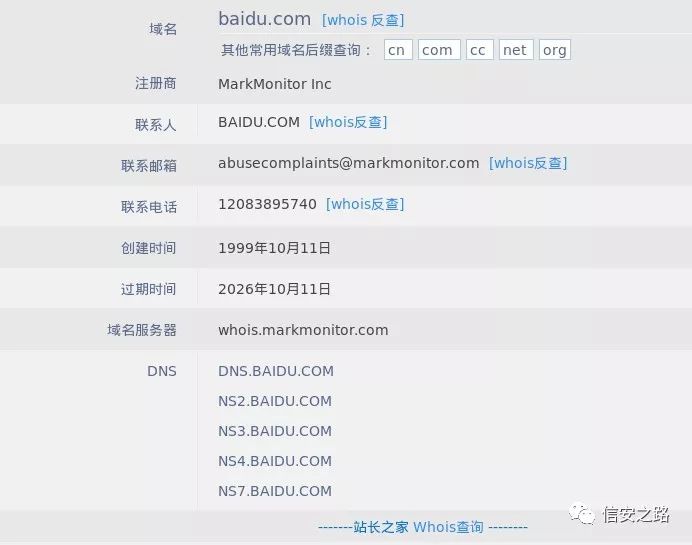 域名 baidu.com [whois 反查]
其他常用域名后缀查询： cn com cc net org
注册商 MarkMonitor Inc
联系人 BAIDU.COM [whois反查]
联系邮箱 abusecomplaints@markmonitor.com [whois反查]
联系电话 12083895740 [whois反查]
创建时间 1999年10月11日
过期时间 2026年10月11日
域名服务器 whois.markmonitor.com
DNS DNS.BAIDU.COM
NS2.BAIDU.COM
NS3.BAIDU.COM
NS4.BAIDU.COM
NS7.BAIDU.COM
-------站长之家 Whois查询 --------
信安之路